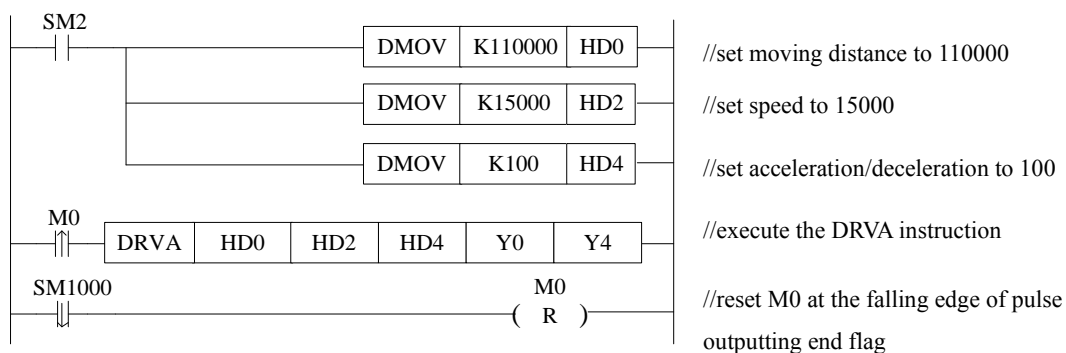 SM2
DMOV K110000 HD0 //set moving distance to 110000
DMOV K15000 HD2 //set speed to 15000
DMOV K100 HD4 //set acceleration/deceleration to 100
M0
DRVA HD0 HD2 HD4 Y0 Y4 //execute the DRVA instruction
SM1000 M0
( R ) //reset M0 at the falling edge of pulse
outputting end flag